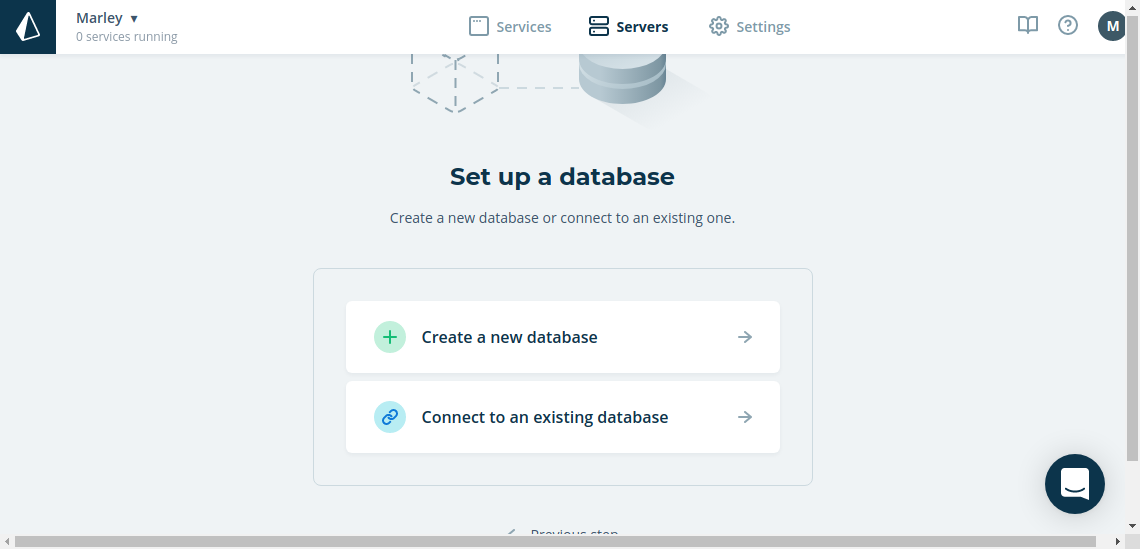 Marley ▼
0 services running
Services
Servers
Settings
M
Set up a database
Create a new database or connect to an existing one.
Create a new database
Connect to an existing database
Previous step